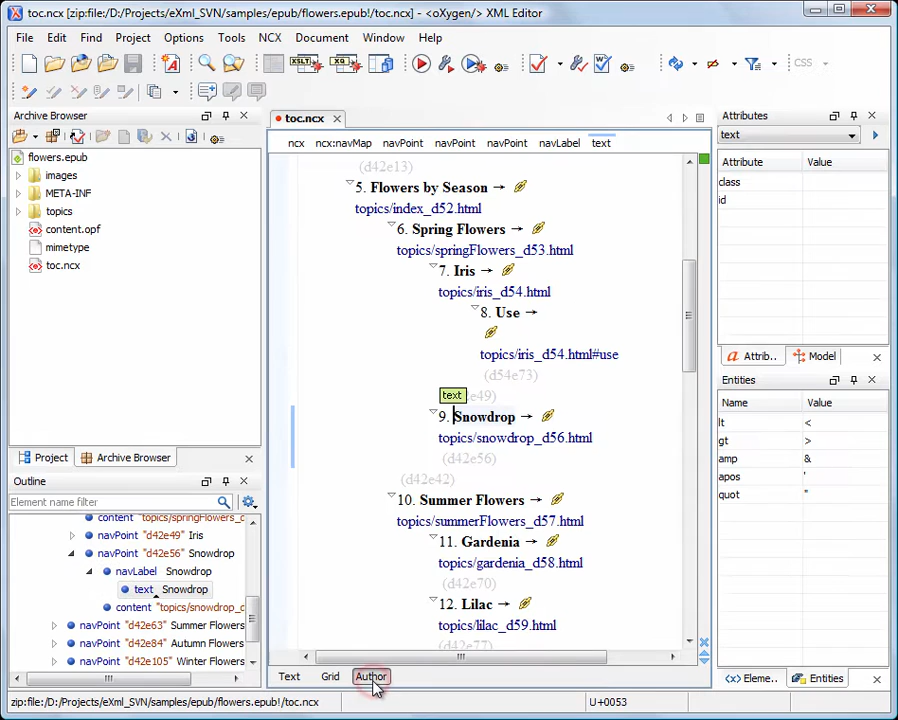 toc.ncx [zip:file:/D:/Projects/eXml_SVN/samples/epub/flowers.epub!/toc.ncx] - <oXygen/> XML Editor
File Edit Find Project Options Tools NCX Document Window Help
XSLT XQ CSS
Archive Browser
flowers.epub
images
META-INF
topics
content.opf
mimetype
toc.ncx
Project Archive Browser
Outline
Element name filter
content "topics/springFlowers_d
navPoint "d42e49" Iris
navPoint "d42e56" Snowdrop
navLabel Snowdrop
text Snowdrop
content "topics/snowdrop_d
navPoint "d42e63" Summer Flowers
navPoint "d42e84" Autumn Flowers
navPoint "d42e105" Winter Flowers
toc.ncx
ncx ncx:navMap navPoint navPoint navPoint navLabel text
(d42e13)
5. Flowers by Season →
topics/index_d52.html
6. Spring Flowers →
topics/springFlowers_d53.html
7. Iris →
topics/iris_d54.html
8. Use →
topics/iris_d54.html#use
(d54e73)
text
e49)
9. Snowdrop →
topics/snowdrop_d56.html
(d42e56)
(d42e42)
10. Summer Flowers →
topics/summerFlowers_d57.html
11. Gardenia →
topics/gardenia_d58.html
(d42e70)
12. Lilac →
topics/lilac_d59.html
(d42e77)
Text Grid Author
Attributes
text
Attribute Value
class
id
Attrib.. Model
Entities
Name Value
lt <
gt >
amp &
apos '
quot "
Eleme.. Entities
zip:file:/D:/Projects/eXml_SVN/samples/epub/flowers.epub!/toc.ncx
U+0053